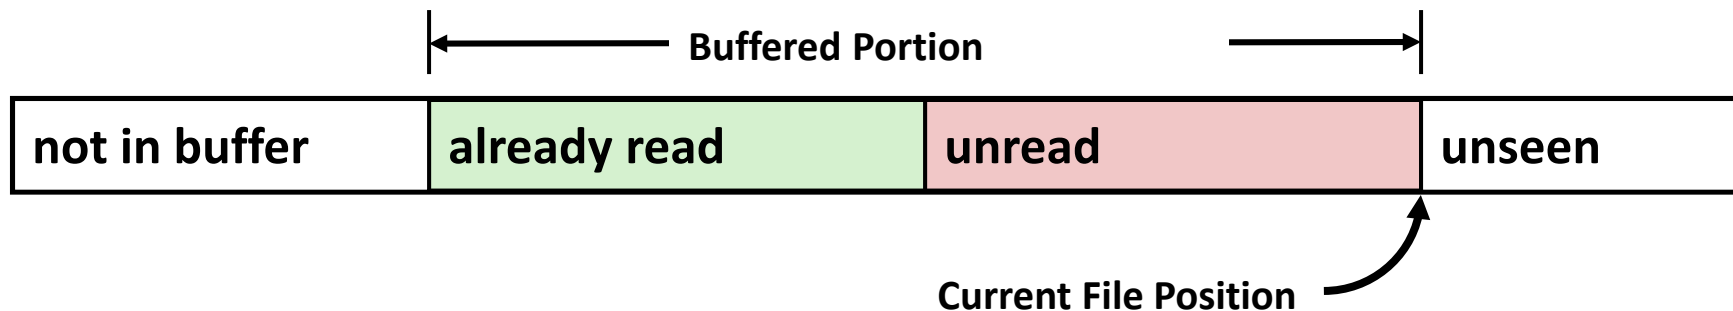 Buffered Portion
not in buffer
already read
unread
unseen
Current File Position